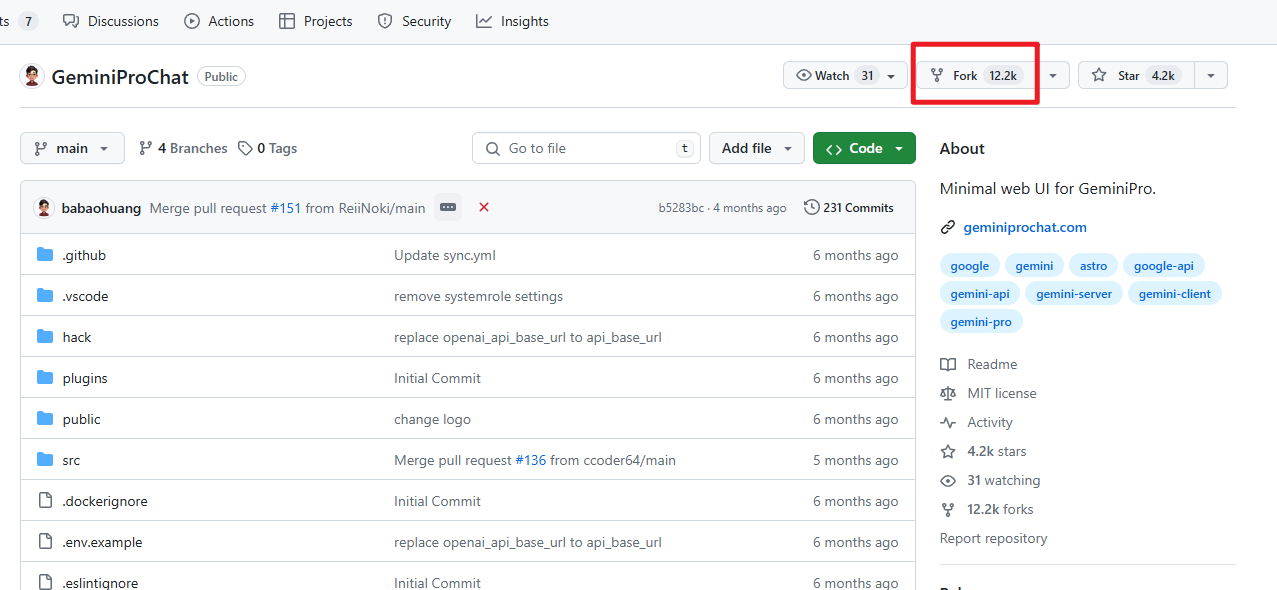 ts 7 Discussions Actions Projects Security Insights
GeminiProChat Public Watch 31 Fork 12.2k Star 4.2k
main 4 Branches 0 Tags Go to file t Add file <> Code
babaohuang Merge pull request #151 from ReiiNoki/main b5283bc · 4 months ago 231 Commits
.github Update sync.yml 6 months ago
.vscode remove systemrole settings 6 months ago
hack replace openai_api_base_url to api_base_url 6 months ago
plugins Initial Commit 6 months ago
public change logo 6 months ago
src Merge pull request #136 from ccoder64/main 5 months ago
.dockerignore Initial Commit 6 months ago
.env.example replace openai_api_base_url to api_base_url 6 months ago
.eslintignore Initial Commit 6 months ago
About
Minimal web UI for GeminiPro.
geminiprochat.com
google gemini astro google-api
gemini-api gemini-server gemini-client
gemini-pro
Readme
MIT license
Activity
4.2k stars
31 watching
12.2k forks
Report repository